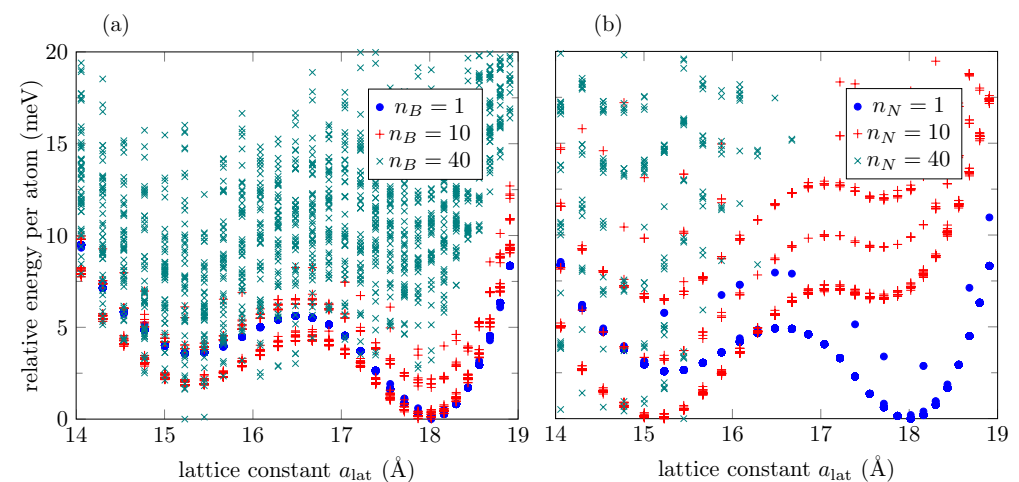 (a)
(b)
relative energy per atom (meV)
20
15
10
5
0
n_B = 1
n_B = 10
n_B = 40
n_N = 1
n_N = 10
n_N = 40
14 15 16 17 18 19
14 15 16 17 18 19
lattice constant a_lat (Å)
lattice constant a_lat (Å)